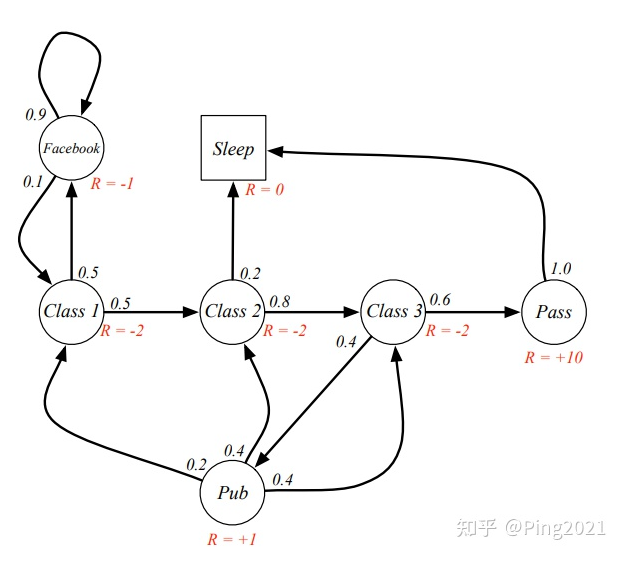 0.9
Facebook
0.1
R = -1
Sleep
R = 0
0.5
0.2
1.0
Class 1
0.5
R = -2
Class 2
0.8
R = -2
Class 3
0.6
R = -2
Pass
R = +10
0.4
0.2
0.4
0.4
Pub
R = +1
知乎 @Ping2021